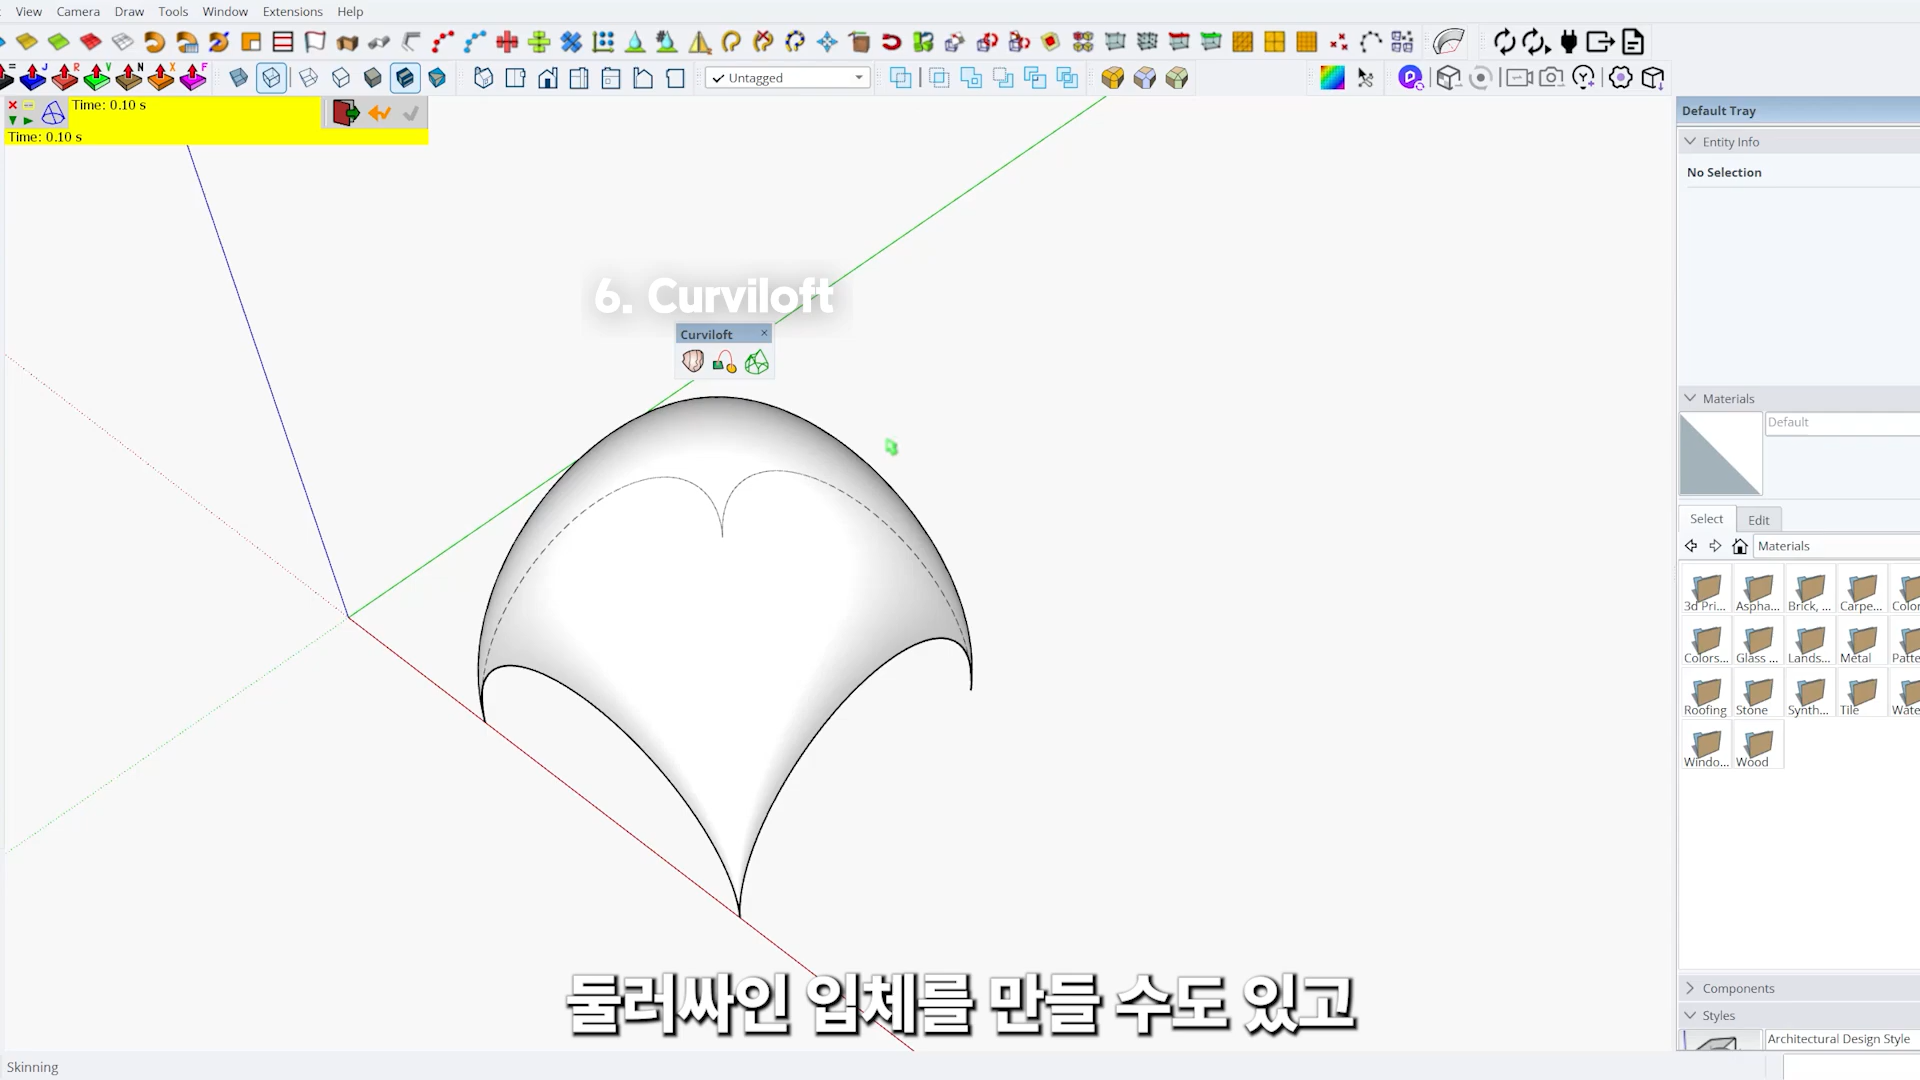 View Camera Draw Tools Window Extensions Help
= J R V N X F
Untagged
Time: 0.10 s
Time: 0.10 s
Default Tray
Entity Info
No Selection
6. Curviloft
Curviloft
Materials
Default
Select Edit
Materials
3d Pri... Aspha... Brick, ... Carpe... Color
Colors... Glass ... Lands... Metal Patte
Roofing Stone Synth... Tile Wate
Windo... Wood
Components
Styles
Architectural Design Style
둘러싸인 입체를 만들 수도 있고
Skinning